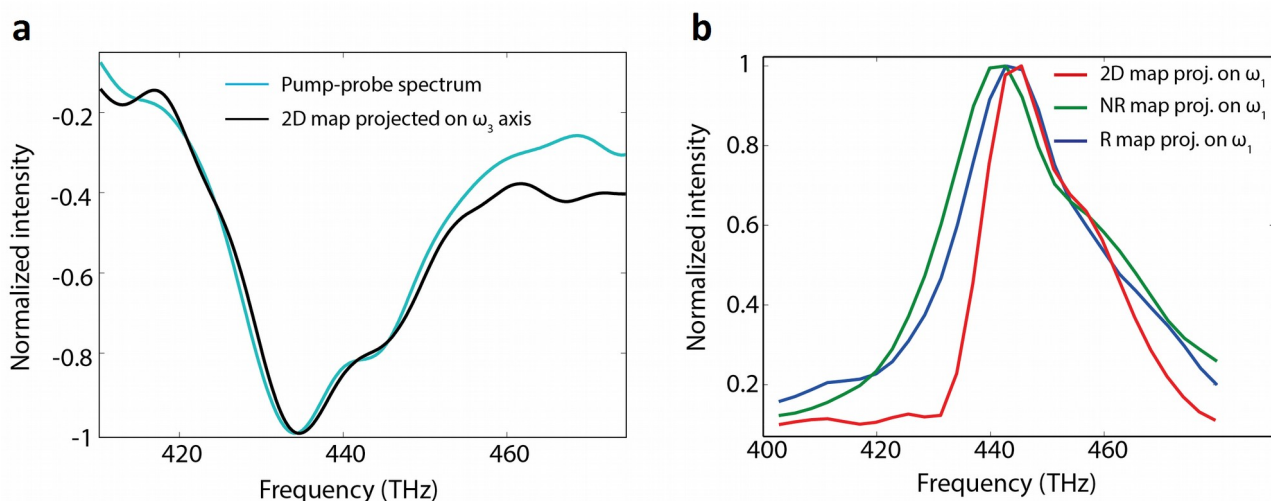 a
Pump-probe spectrum
2D map projected on ω₃ axis
-0.2
-0.4
-0.6
-0.8
-1
420
440
460
Normalized intensity
Frequency (THz)
b
2D map proj. on ω₁
NR map proj. on ω₁
R map proj. on ω₁
1
0.8
0.6
0.4
0.2
400
420
440
460
Normalized intensity
Frequency (THz)